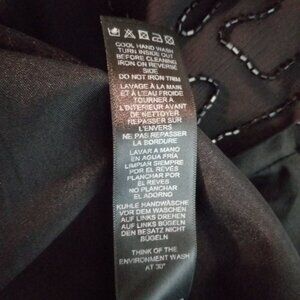 COOL HAND WASH
TURN INSIDE OUT
BEFORE CLEANING
IRON ON REVERSE
SIDE
DO NOT IRON TRIM
LAVAGE À LA MAIN
ET À L'EAU FROIDE
TOURNER A
L'INTERIEUR AVANT
DE NETTOYER
REPASSER SUR
L'ENVERS
NE PAS REPASSER
LA BORDURE
LAVAR A MANO
EN AGUA FRIA
LIMPIAR SIEMPRE
POR EL REVES
PLANCHAR POR
EL REVES
NO PLANCHAR
EL ADORNO
KUHLE HANDWÄSCHE
VOR DEM WASCHEN
AUF LINKS DREHEN
AUF LINKS BÜGELN
DEN BESATZ NICHT
BÜGELN
THINK OF THE
ENVIRONMENT WASH
AT 30°